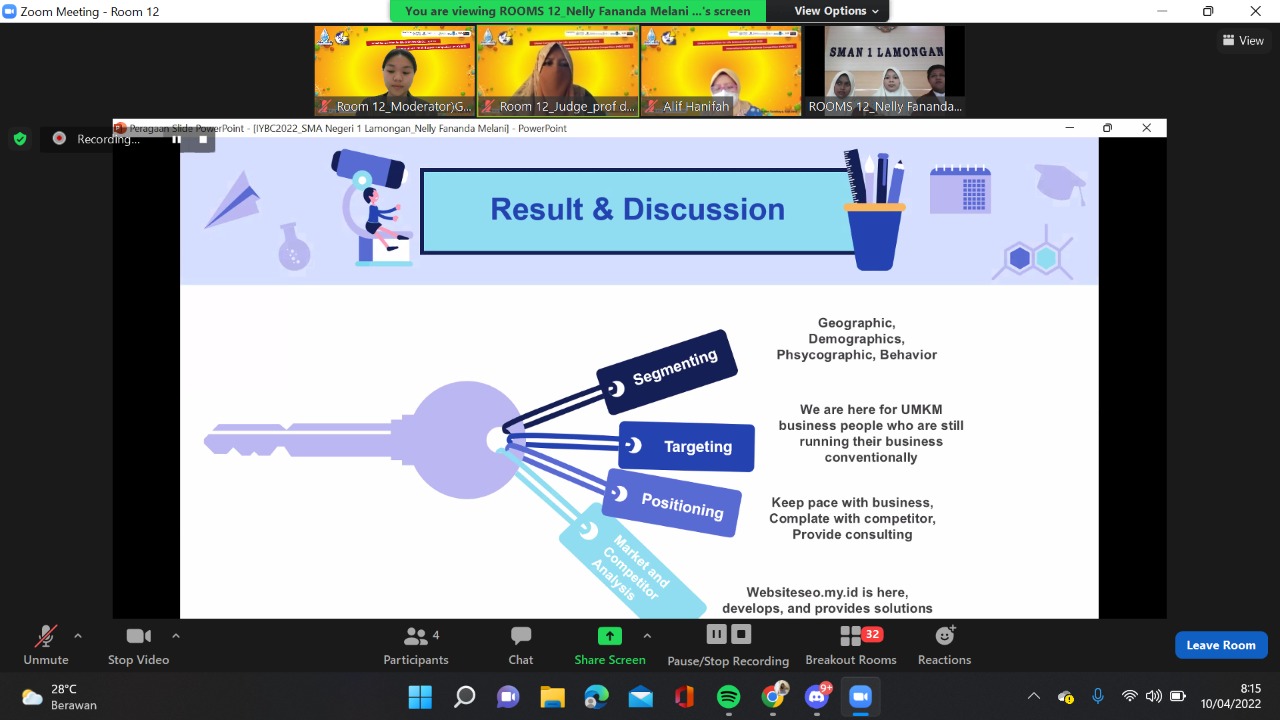 Zoom Meeting - Room 12
You are viewing ROOMS 12_Nelly Fananda Melani ...'s screen
View Options
View
Room 12_Moderator)G...
Room 12_Judge_prof d...
Alif Hanifah
SMAN 1 LAMONGAN
ROOMS 12_Nelly Fananda...
Recording...
Peragaan Slide PowerPoint - [IYBC2022_SMA Negeri 1 Lamongan_Nelly Fananda Melani] - PowerPoint
Result & Discussion
Segmenting
Geographic,
Demographics,
Phsycographic, Behavior
Targeting
We are here for UMKM
business people who are still
running their business
conventionally
Positioning
Keep pace with business,
Complate with competitor,
Provide consulting
Market and
Competitor
Analysis
Websiteseo.my.id is here,
develops, and provides solutions
Unmute
Stop Video
Participants
4
Chat
Share Screen
Pause/Stop Recording
Breakout Rooms
32
Reactions
Leave Room
28°C
Berawan
9+
8:15
10/04/2022